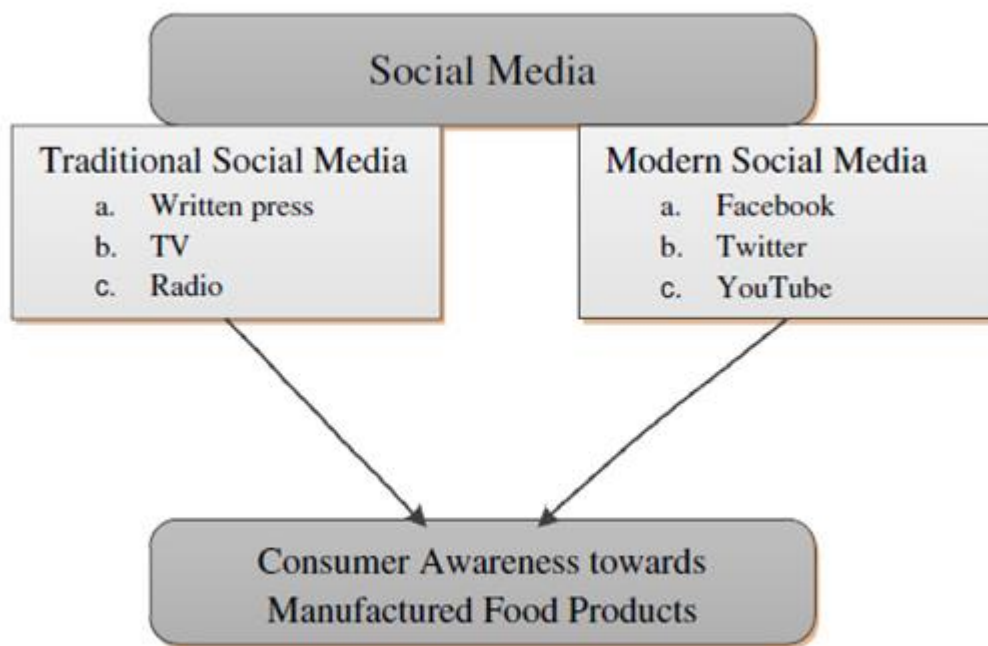 Social Media
Traditional Social Media
a. Written press
b. TV
c. Radio
Modern Social Media
a. Facebook
b. Twitter
c. YouTube
Consumer Awareness towards
Manufactured Food Products